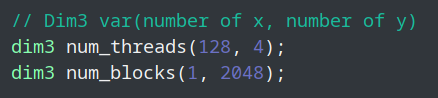 // Dim3 var(number of x, number of y)
dim3 num_threads(128, 4);
dim3 num_blocks(1, 2048);